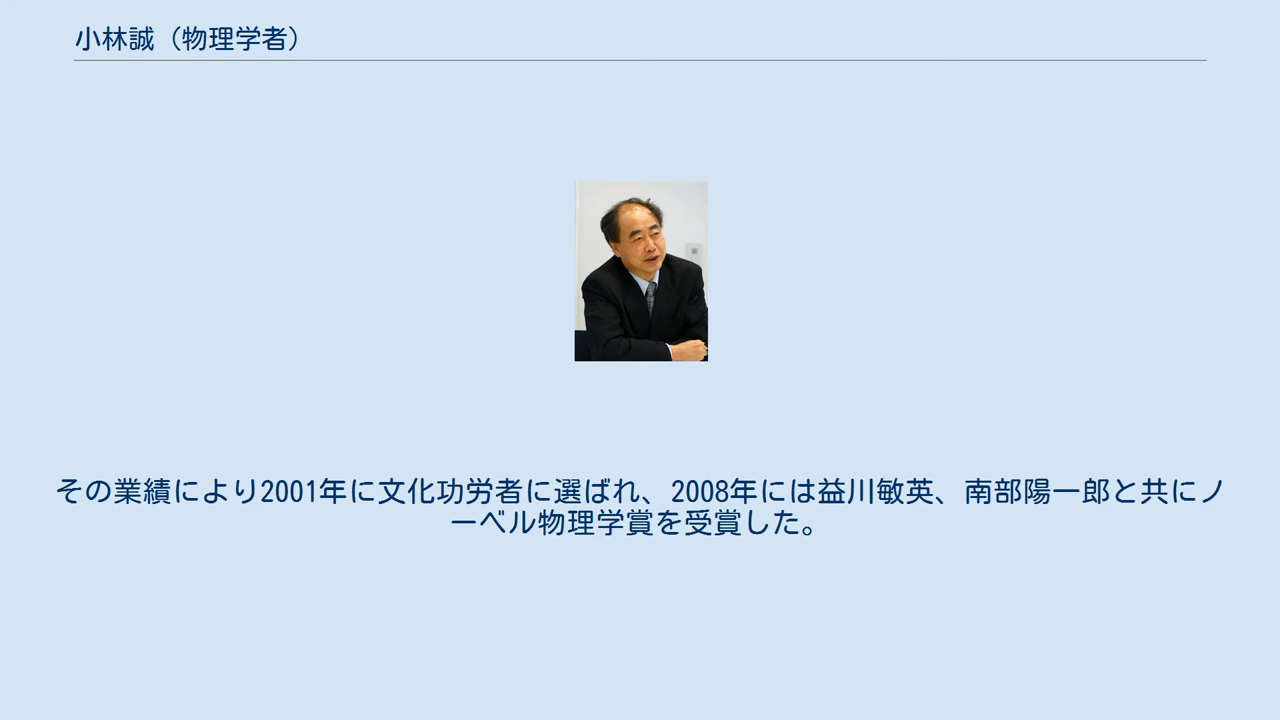 小林誠（物理学者）
その業績により2001年に文化功労者に選ばれ、2008年には益川敏英、南部陽一郎と共にノ
ーベル物理学賞を受賞した。